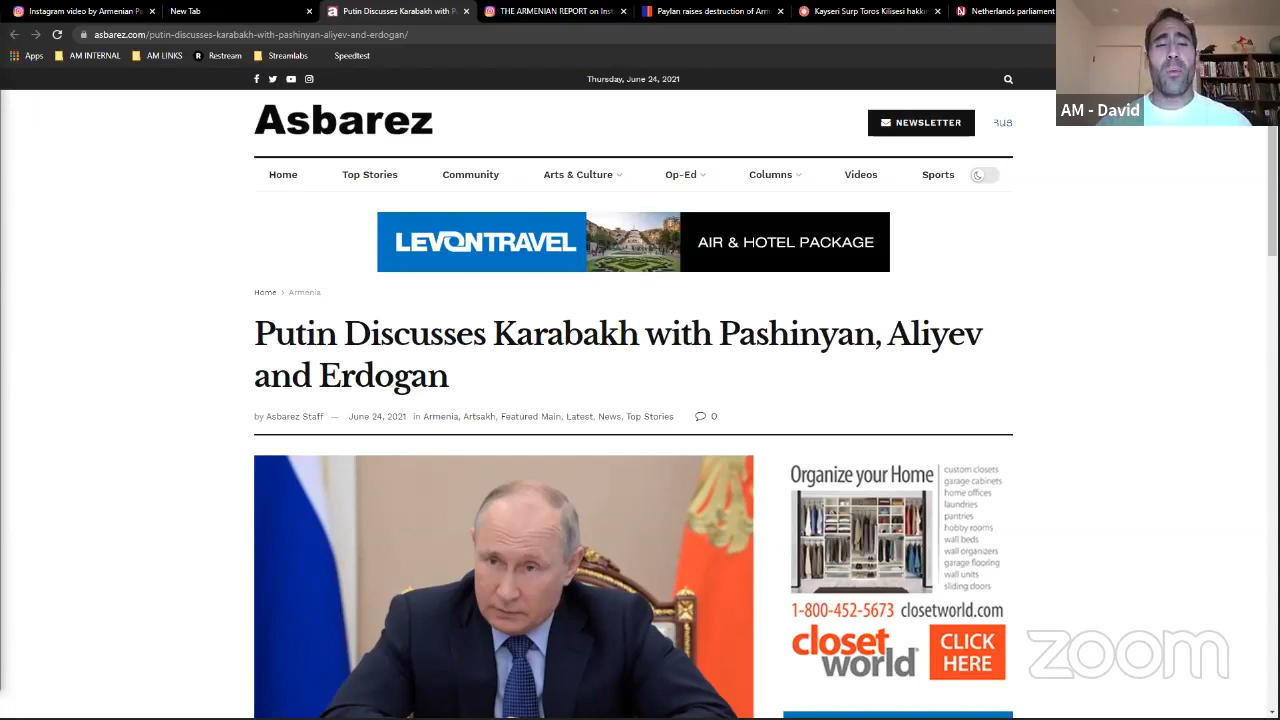 Instagram video by Armenian P
New Tab
Putin Discusses Karabakh with P
THE ARMENIAN REPORT on Inst
Paylan raises destruction of Arm
Kayseri Surp Toros Kilisesi hakkı
Netherlands parliament
asbarez.com/putin-discusses-karabakh-with-pashinyan-aliyev-and-erdogan/
Apps AM INTERNAL AM LINKS Restream Streamlabs Speedtest
AM - David
Thursday, June 24, 2021
Asbarez
NEWSLETTER
Home Top Stories Community Arts & Culture Op-Ed Columns Videos Sports
LEVONTRAVEL
AIR & HOTEL PACKAGE
Home > Armenia
Putin Discusses Karabakh with Pashinyan, Aliyev
and Erdogan
by Asbarez Staff — June 24, 2021 in Armenia, Artsakh, Featured Main, Latest, News, Top Stories 0
Organize your Home
custom closets
garage cabinets
home offices
laundries
pantries
hobby rooms
wall beds
wall organizers
garage flooring
wall units
sliding doors
1-800-452-5673 closetworld.com
closet
world
CLICK
HERE
zoom